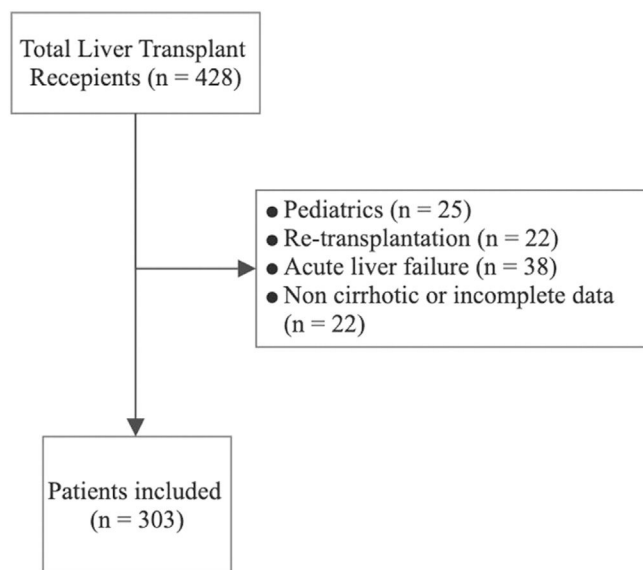 Total Liver Transplant
Recepients (n = 428)
● Pediatrics (n = 25)
● Re-transplantation (n = 22)
● Acute liver failure (n = 38)
● Non cirrhotic or incomplete data
(n = 22)
Patients included
(n = 303)